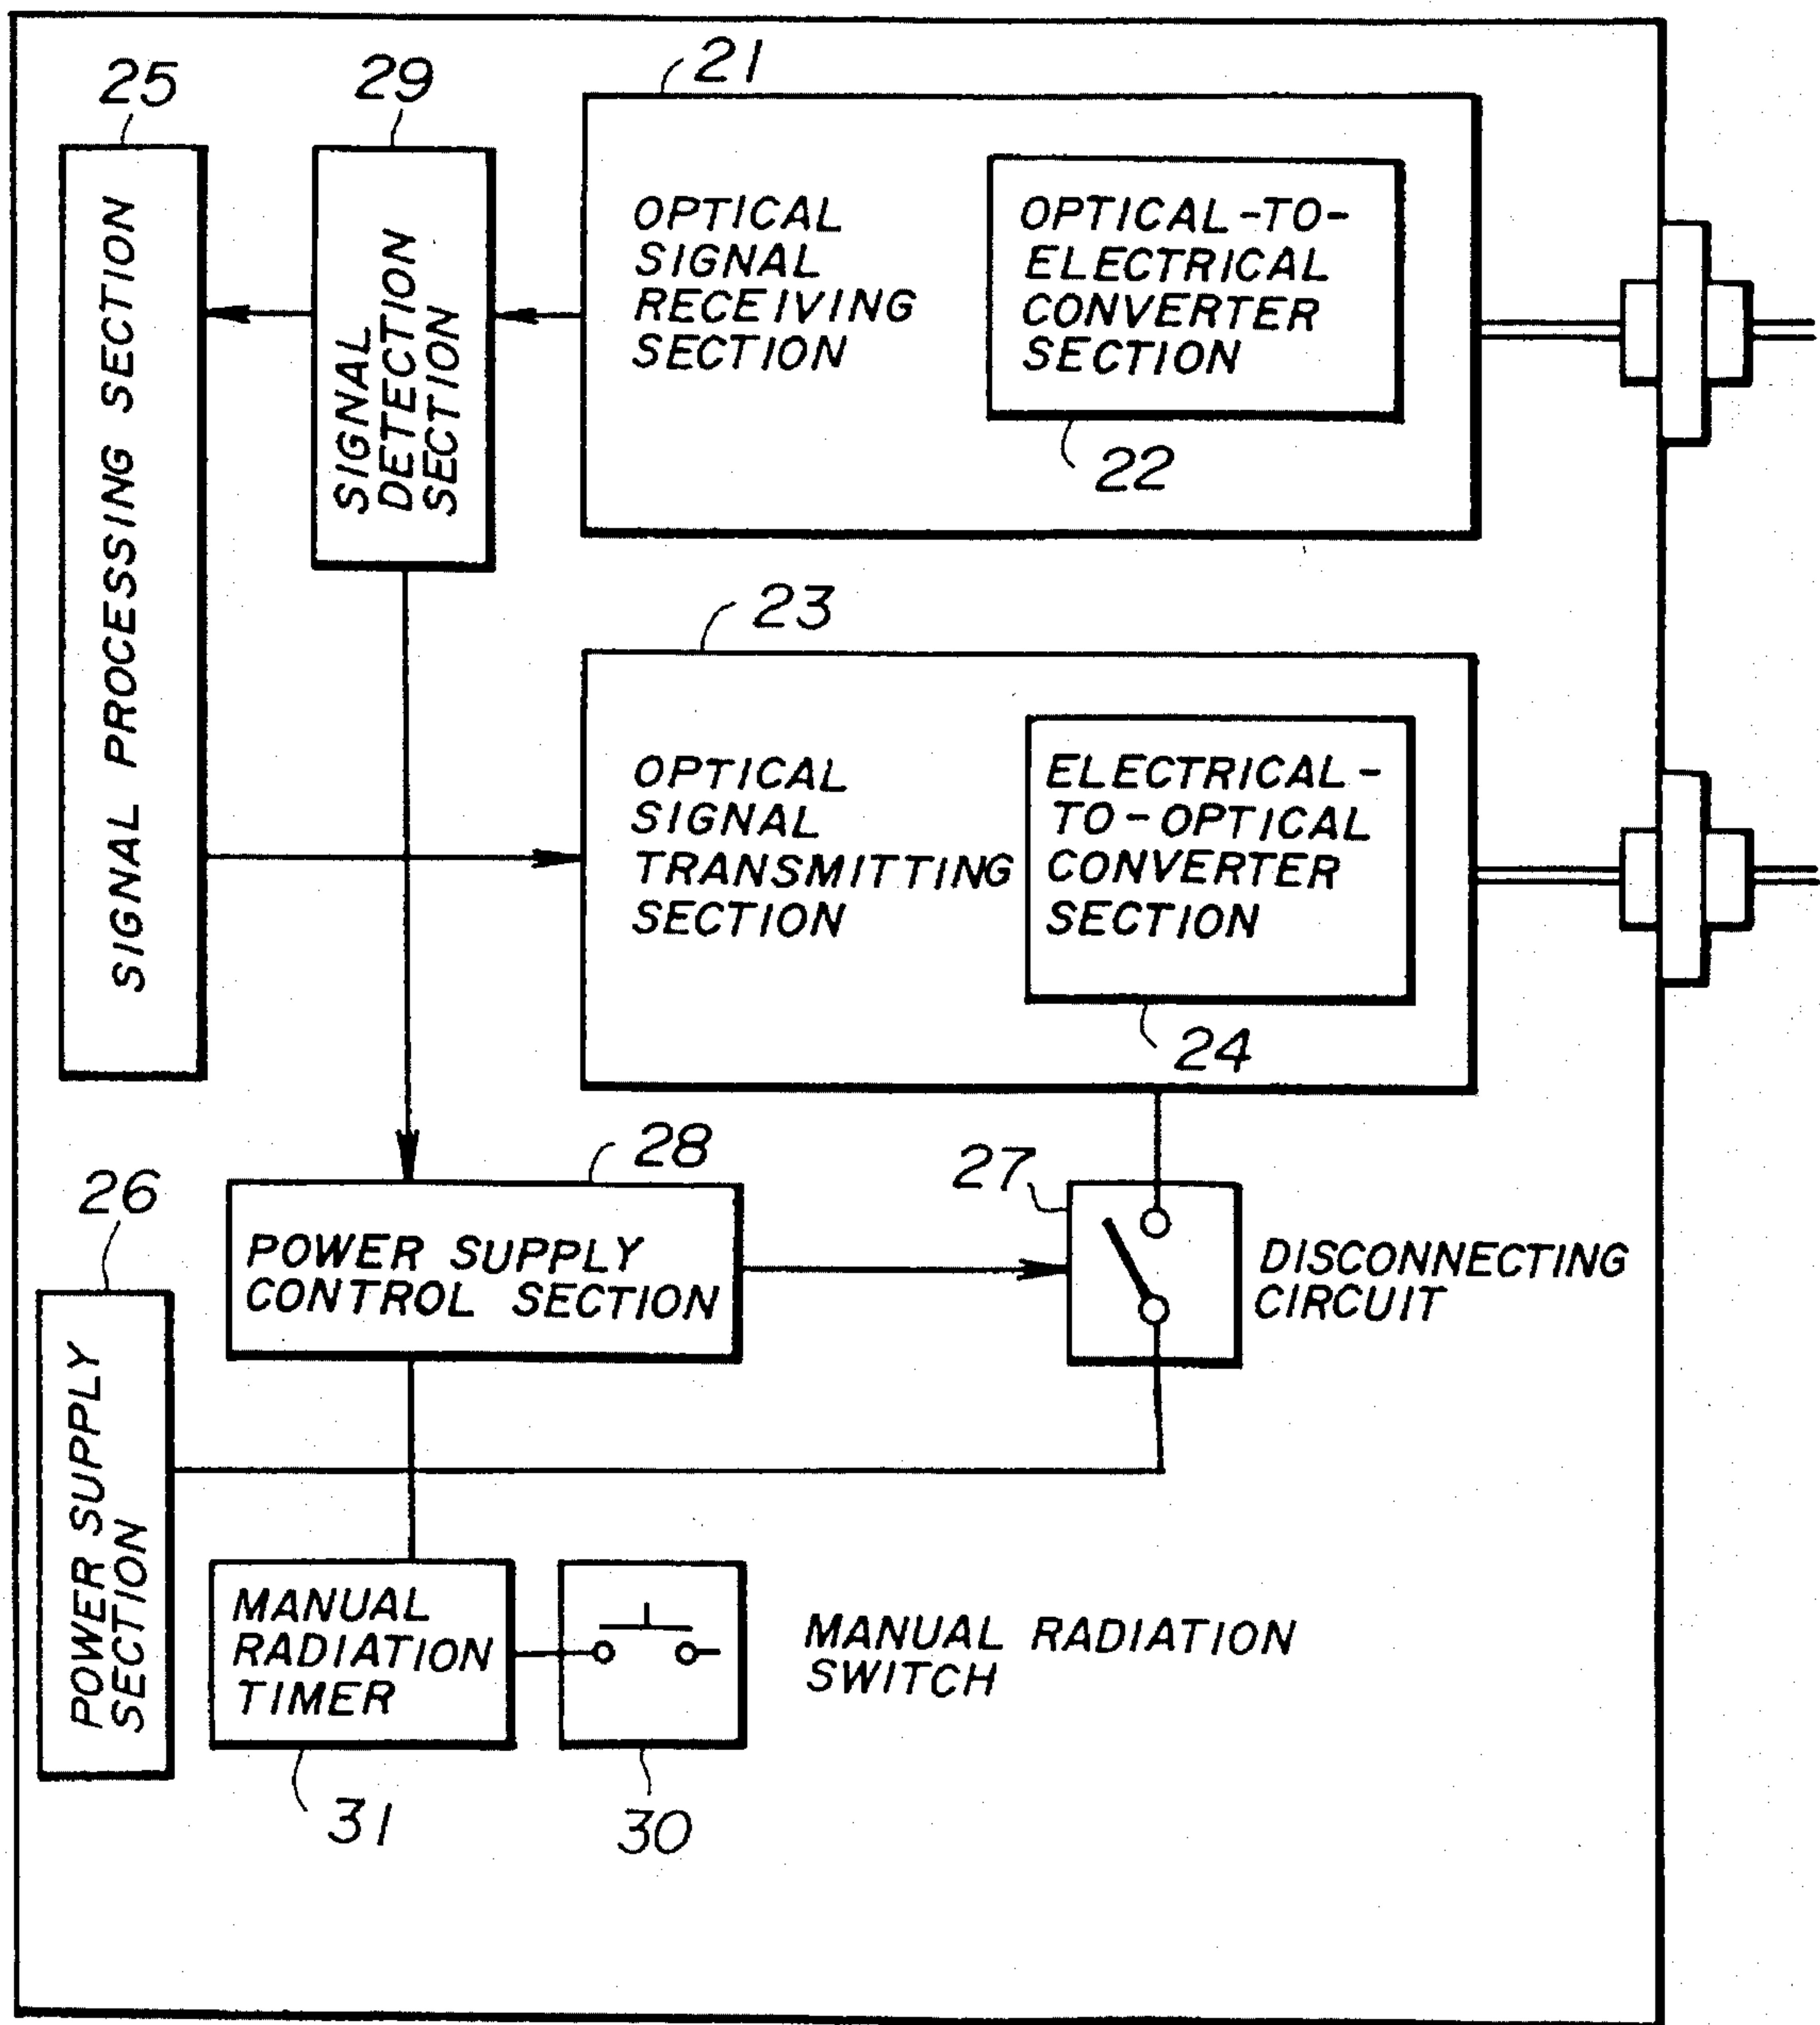 25
29
21
SIGNAL PROCESSING SECTION
SIGNAL
DETECTION
SECTION
OPTICAL
SIGNAL
RECEIVING
SECTION
OPTICAL-TO-
ELECTRICAL
CONVERTER
SECTION
22
23
OPTICAL
SIGNAL
TRANSMITTING
SECTION
ELECTRICAL-
TO-OPTICAL
CONVERTER
SECTION
24
28
27
26
POWER SUPPLY
CONTROL SECTION
DISCONNECTING
CIRCUIT
POWER SUPPLY
SECTION
MANUAL
RADIATION
TIMER
MANUAL RADIATION
SWITCH
31
30